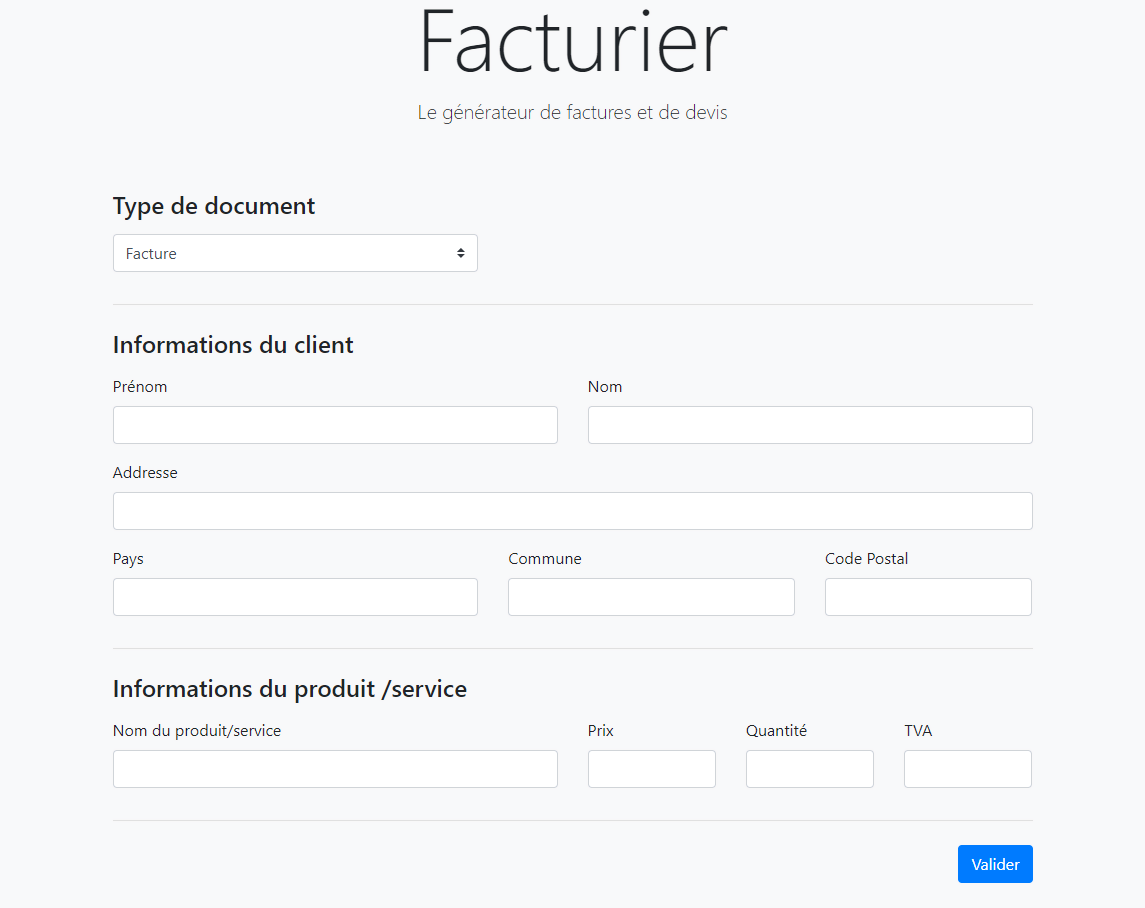 Facturier
Le générateur de factures et de devis
Type de document
Facture
Informations du client
Prénom Nom
Addresse
Pays Commune Code Postal
Informations du produit /service
Nom du produit/service Prix Quantité TVA
Valider